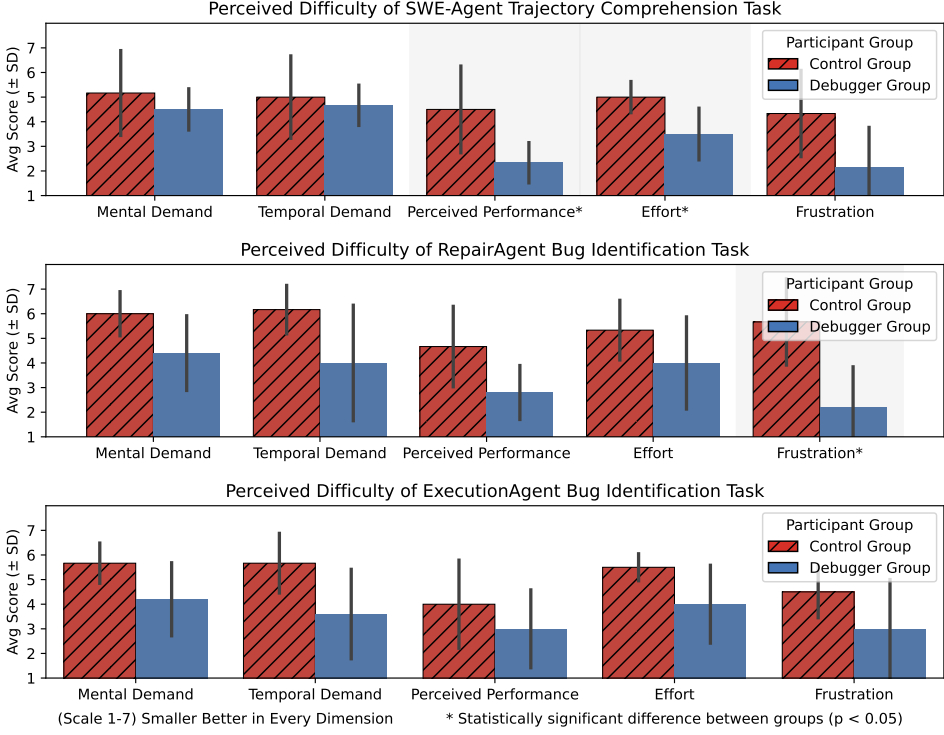 Perceived Difficulty of SWE-Agent Trajectory Comprehension Task
Avg Score (± SD)
7
6
5
4
3
2
1
Participant Group
Control Group
Debugger Group
Mental Demand
Temporal Demand
Perceived Performance*
Effort*
Frustration
Perceived Difficulty of RepairAgent Bug Identification Task
Avg Score (± SD)
7
6
5
4
3
2
1
Participant Group
Control Group
Debugger Group
Mental Demand
Temporal Demand
Perceived Performance
Effort
Frustration*
Perceived Difficulty of ExecutionAgent Bug Identification Task
Avg Score (± SD)
7
6
5
4
3
2
1
Participant Group
Control Group
Debugger Group
Mental Demand
Temporal Demand
Perceived Performance
Effort
Frustration
(Scale 1-7) Smaller Better in Every Dimension
* Statistically significant difference between groups (p < 0.05)